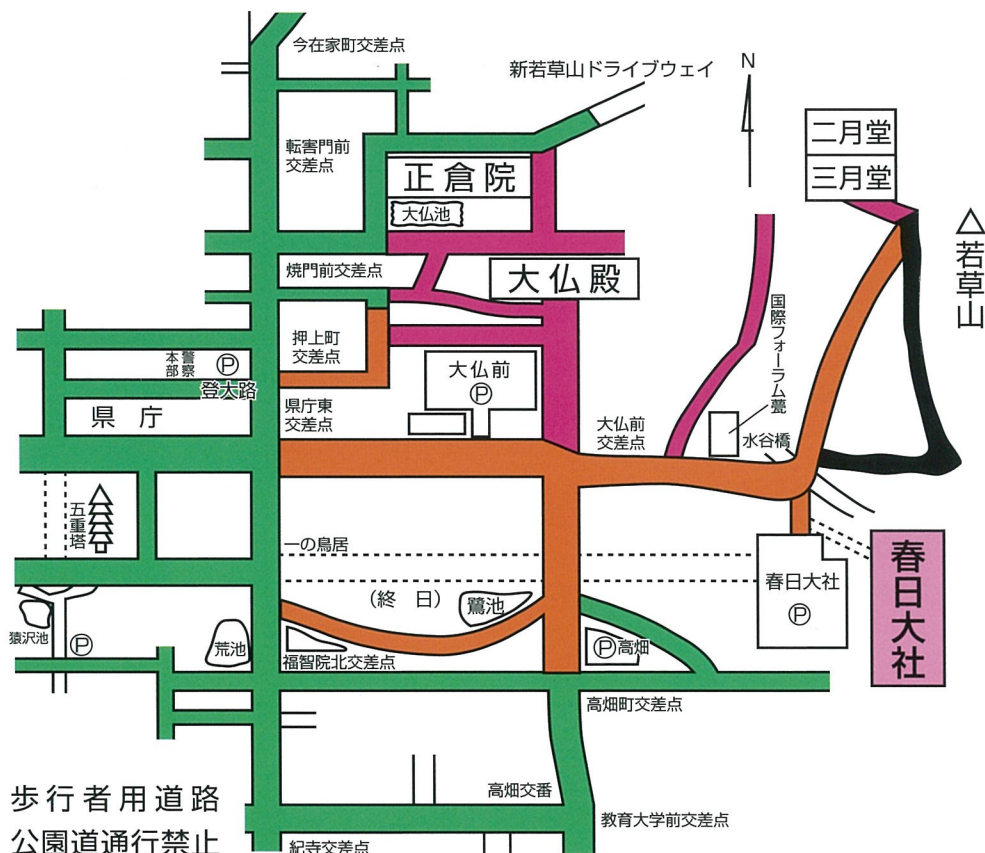 今在家町交差点
新若草山ドライブウェイ
N
二月堂
三月堂
転害門前
交差点
正倉院
大仏池
△若草山
焼門前交差点
大仏殿
国際フォーラム甍
押上町
交差点
警察
本部
P
登大路
大仏前
P
県庁
県庁東
交差点
大仏前
交差点
水谷橋
五重塔
一の鳥居
春日大社
P
春日大社
（終日）
鷺池
猿沢池
P
荒池
福智院北交差点
P高畑
高畑町交差点
高畑交番
歩行者用道路
公園道通行禁止
教育大学前交差点
紀寺交差点